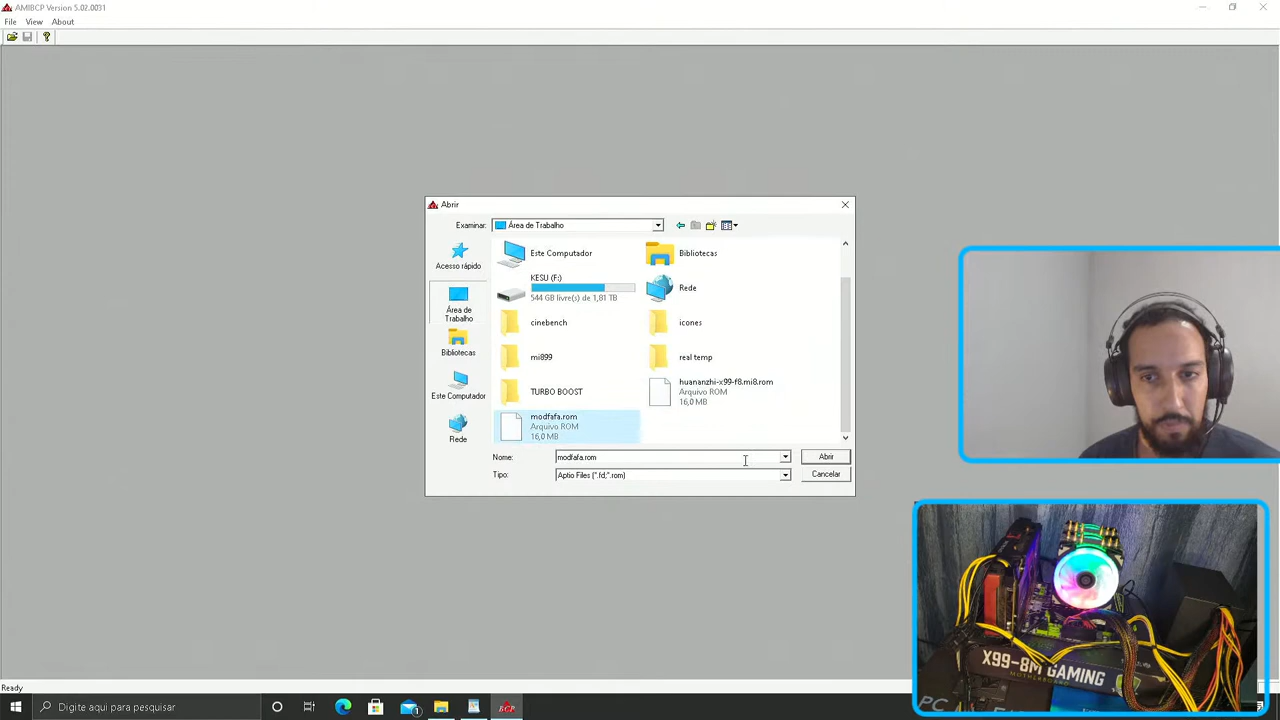 AMIBCP Version 5.02.0031
File View About
?
Abrir
Examinar: Área de Trabalho
Acesso rápido
Área de
Trabalho
Bibliotecas
Este Computador
Rede
Este Computador
Bibliotecas
KESU (F:)
544 GB livre(s) de 1,81 TB
Rede
cinebench
icones
mi899
real temp
TURBO BOOST
huananzhi-x99-f8.mi8.rom
Arquivo ROM
16,0 MB
modfafa.rom
Arquivo ROM
16,0 MB
Nome: modfafa.rom
Abrir
Tipo: Aptio Files (*.fd;*.rom)
Cancelar
X99-8M GAMING
MOTHERBOARD
PC
Ready
Digite aqui para pesquisar
1
BCP